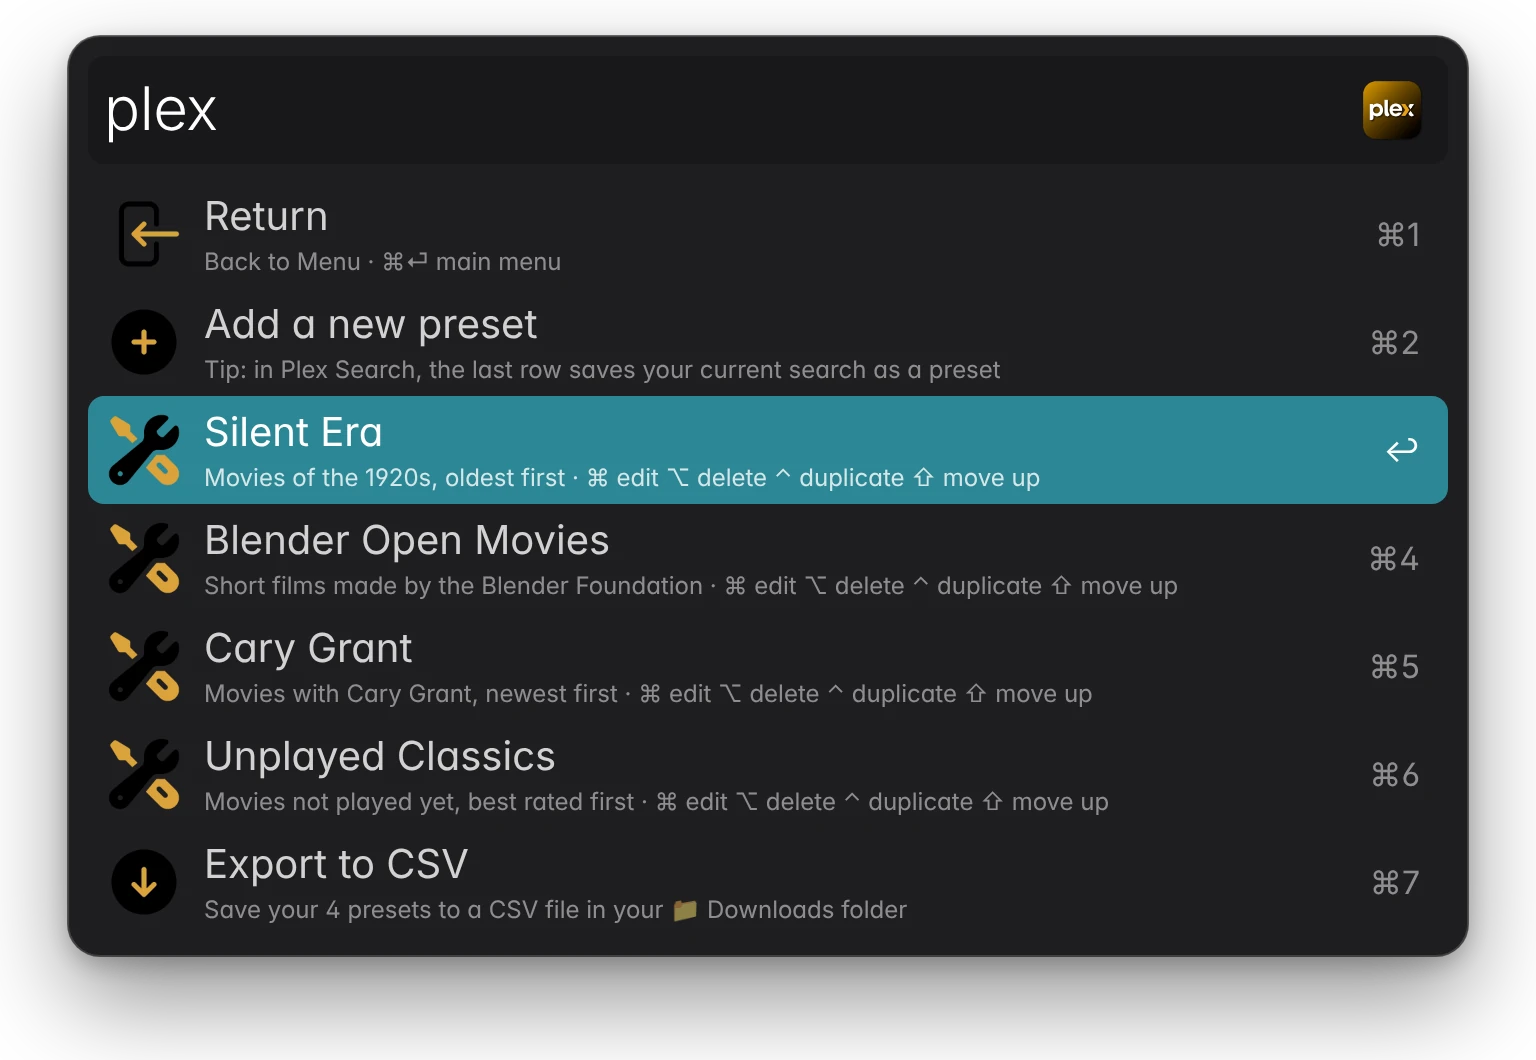 plex
plex
Return
⌘1
Back to Menu · ⌘↩ main menu
Add a new preset
⌘2
Tip: in Plex Search, the last row saves your current search as a preset
Silent Era
↩
Movies of the 1920s, oldest first · ⌘ edit ⌥ delete ^ duplicate ⇧ move up
Blender Open Movies
⌘4
Short films made by the Blender Foundation · ⌘ edit ⌥ delete ^ duplicate ⇧ move up
Cary Grant
⌘5
Movies with Cary Grant, newest first · ⌘ edit ⌥ delete ^ duplicate ⇧ move up
Unplayed Classics
⌘6
Movies not played yet, best rated first · ⌘ edit ⌥ delete ^ duplicate ⇧ move up
Export to CSV
⌘7
Save your 4 presets to a CSV file in your 📁 Downloads folder